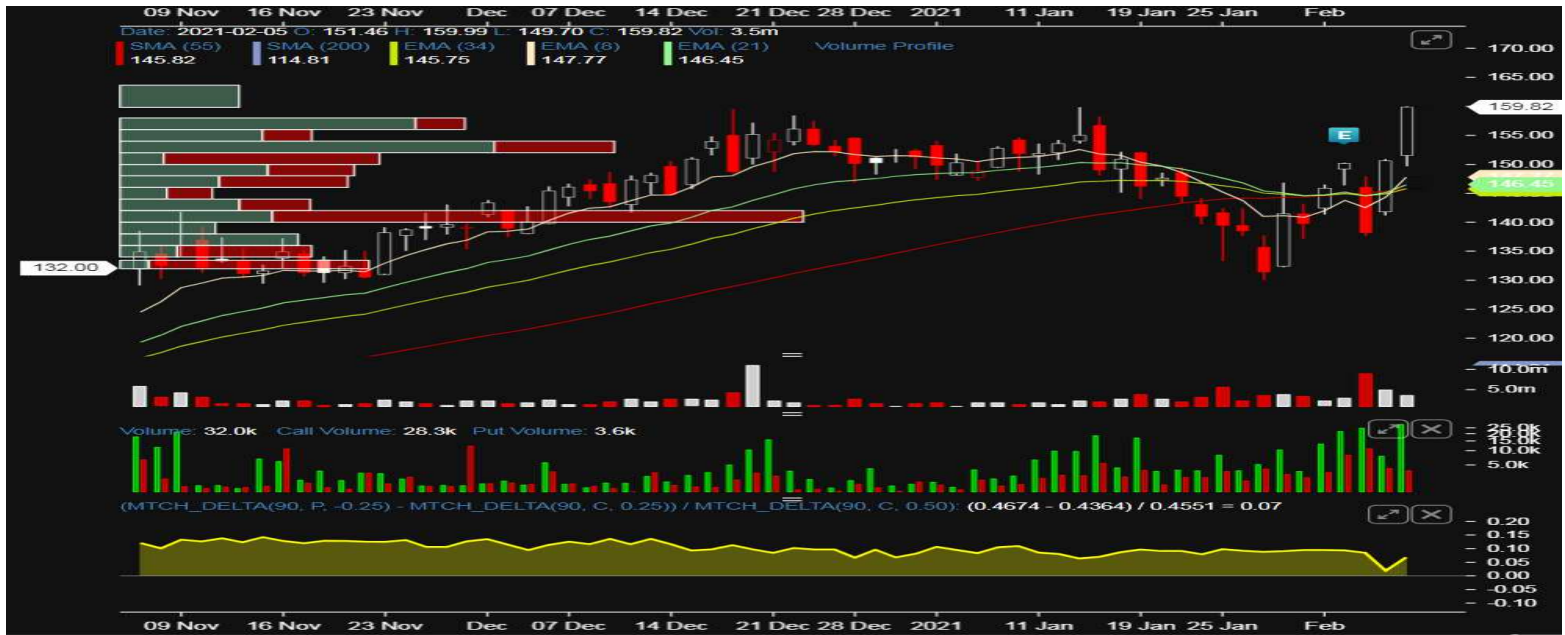 09 Nov 16 Nov 23 Nov Dec 07 Dec 14 Dec 21 Dec 28 Dec 2021 11 Jan 19 Jan 25 Jan Feb
Date: 2021-02-05 O: 151.46 H: 159.99 L: 149.70 C: 159.82 Vol: 3.5m
SMA (55) SMA (200) EMA (34) EMA (8) EMA (21) Volume Profile
145.82 114.81 145.75 147.77 146.45
170.00
165.00
159.82
E
155.00
150.00
146.45
140.00
135.00
132.00
130.00
125.00
120.00
10.0m
5.0m
Volume: 32.0k Call Volume: 28.3k Put Volume: 3.6k
25.0k
15.0k
10.0k
5.0k
(MTCH_DELTA(90, P, -0.25) - MTCH_DELTA(90, C, 0.25)) / MTCH_DELTA(90, C, 0.50): (0.4674 - 0.4364) / 0.4551 = 0.07
0.20
0.15
0.10
0.05
0.00
-0.05
-0.10
09 Nov 16 Nov 23 Nov Dec 07 Dec 14 Dec 21 Dec 28 Dec 2021 11 Jan 19 Jan 25 Jan Feb